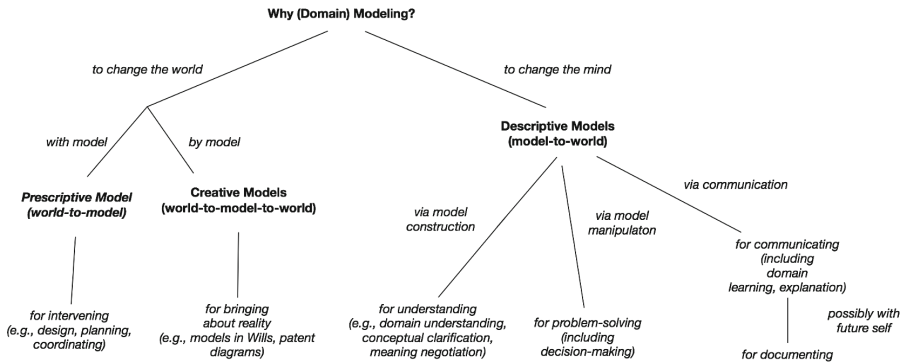 Why (Domain) Modeling?
to change the world
to change the mind
with model
by model
Descriptive Models
(model-to-world)
Prescriptive Model
(world-to-model)
Creative Models
(world-to-model-to-world)
via model
construction
via model
manipulaton
via communication
for communicating
(including
domain
learning, explanation)
for intervening
(e.g., design, planning,
coordinating)
for bringing
about reality
(e.g., models in Wills, patent
diagrams)
for understanding
(e.g., domain understanding,
conceptual clarification,
meaning negotiation)
for problem-solving
(including
decision-making)
possibly with
future self
for documenting